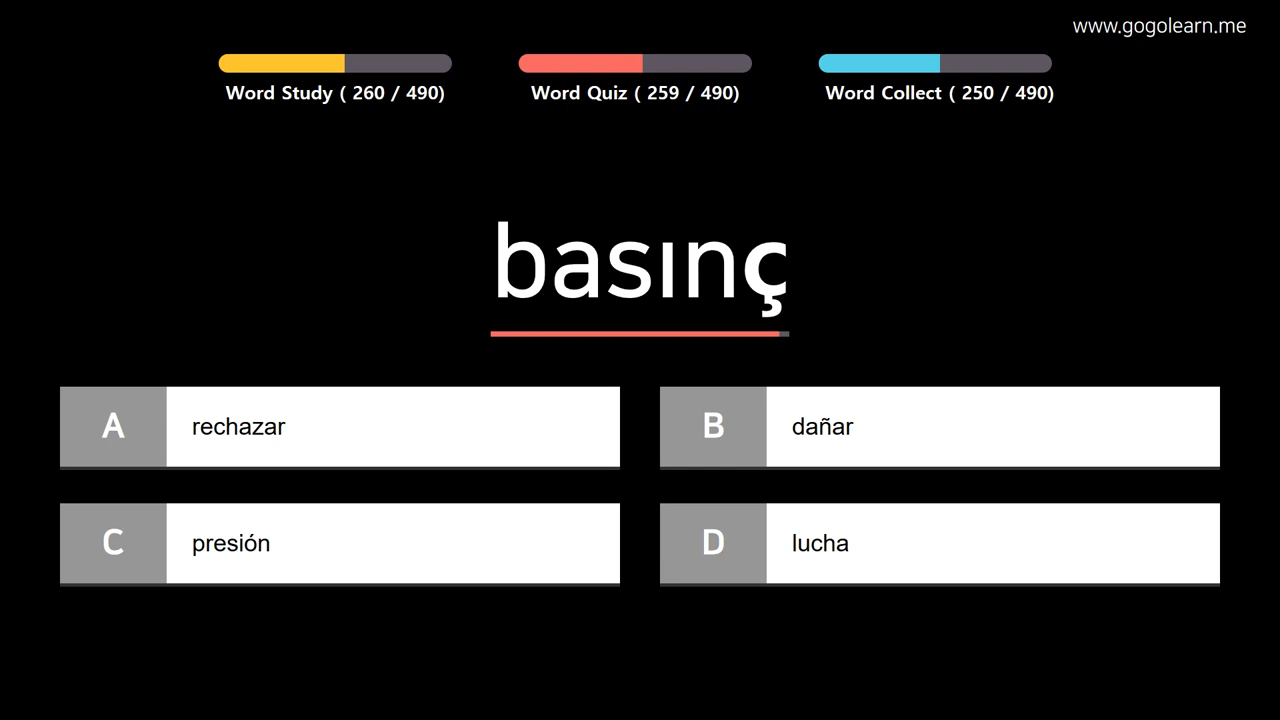 www.gogolearn.me
Word Study ( 260 / 490)
Word Quiz ( 259 / 490)
Word Collect ( 250 / 490)
basınç
A rechazar
B dañar
C presión
D lucha